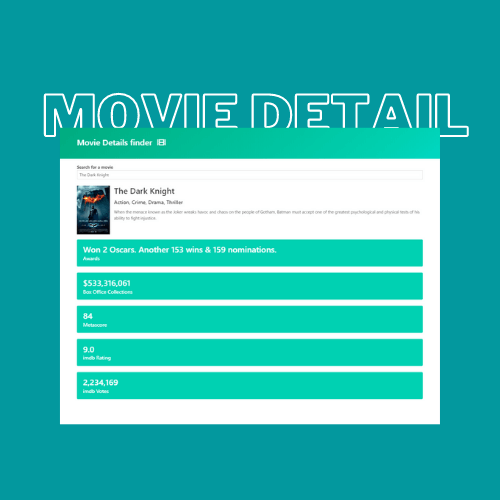 MOVIE DETAIL
Movie Details finder
Search for a movie
The Dark Knight
The Dark Knight
Action, Crime, Drama, Thriller
When the menace known as the Joker wreaks havoc and chaos on the people of Gotham, Batman must accept one of the greatest psychological and physical tests of his
ability to fight injustice.
Won 2 Oscars. Another 153 wins & 159 nominations.
Awards
$533,316,061
Box Office Collections
84
Metascore
9.0
imdb Rating
2,234,169
imdb Votes